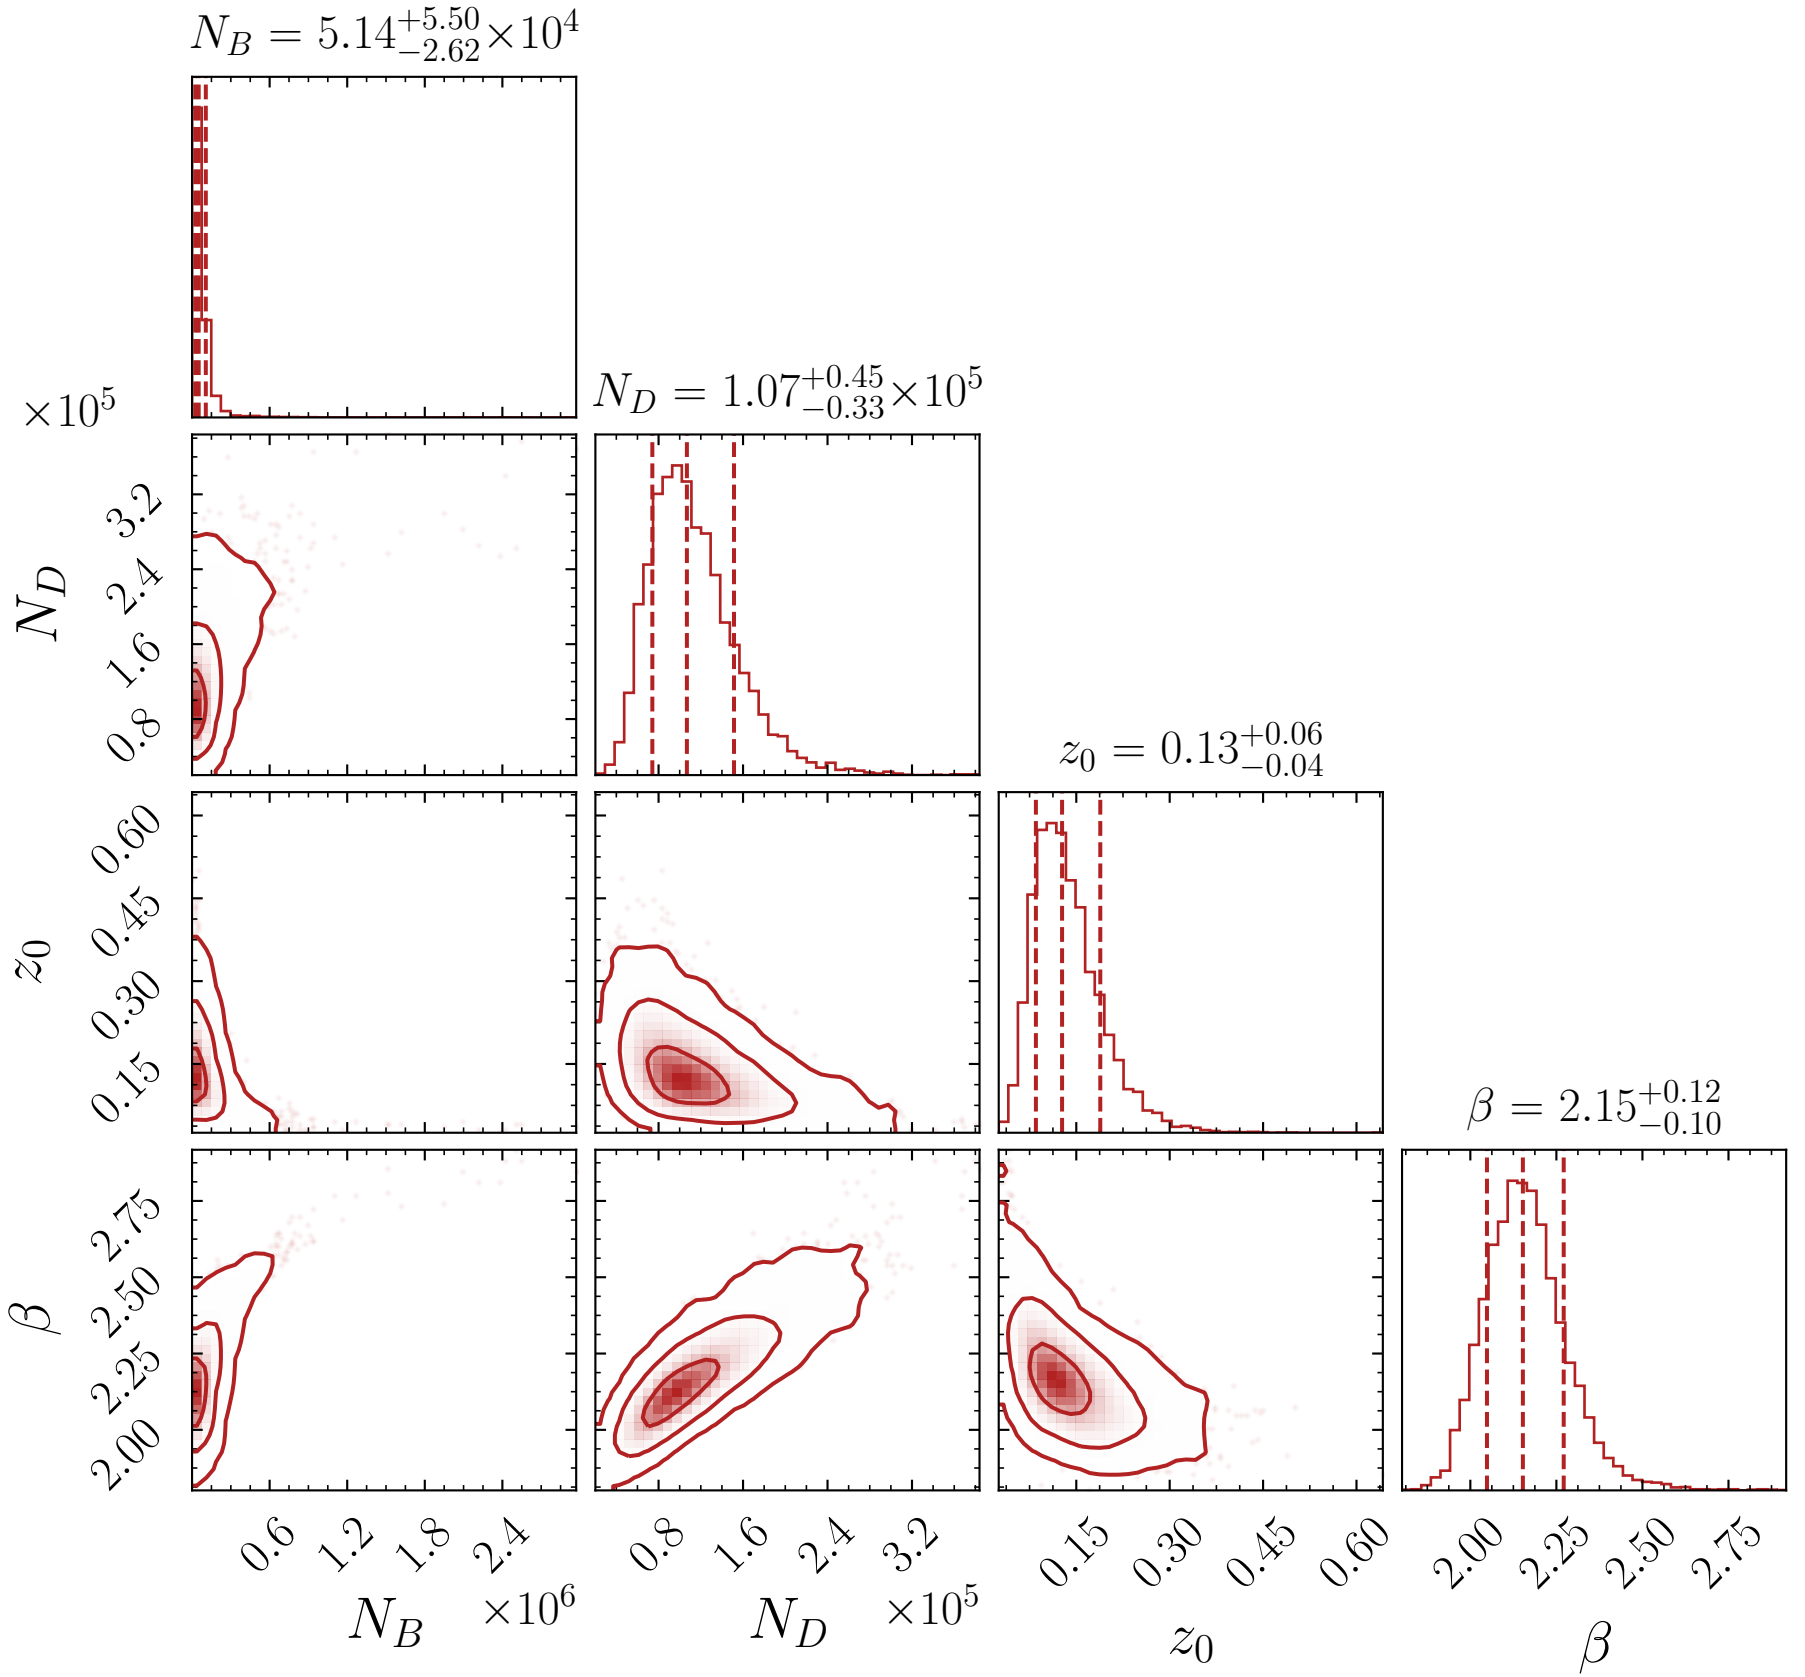 N_B = 5.14^{+5.50}_{-2.62}×10^4
×10^5
N_D = 1.07^{+0.45}_{-0.33}×10^5
3.2
2.4
1.6
0.8
N_D
z_0 = 0.13^{+0.06}_{-0.04}
0.60
0.45
0.30
0.15
z_0
β = 2.15^{+0.12}_{-0.10}
2.75
2.50
2.25
2.00
β
0.6 1.2 1.8 2.4 0.8 1.6 2.4 3.2 0.15 0.30 0.45 0.60 2.00 2.25 2.50 2.75
×10^6 ×10^5
N_B N_D z_0 β